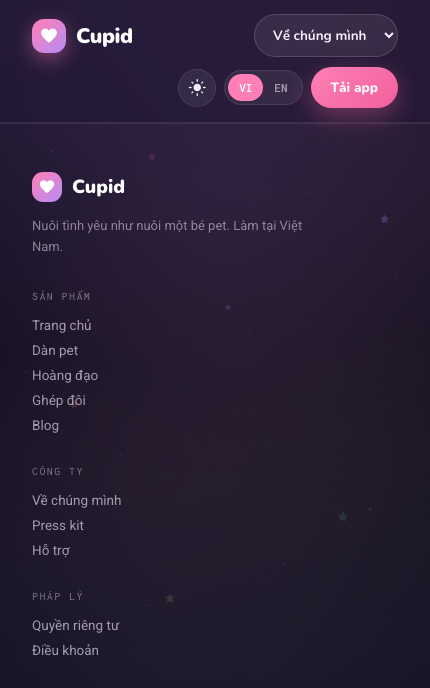 Cupid
Về chúng mình
VI
EN
Tải app
Cupid
Nuôi tình yêu như nuôi một bé pet. Làm tại Việt
Nam.
SẢN PHẨM
Trang chủ
Dàn pet
Hoàng đạo
Ghép đôi
Blog
CÔNG TY
Về chúng mình
Press kit
Hỗ trợ
PHÁP LÝ
Quyền riêng tư
Điều khoản